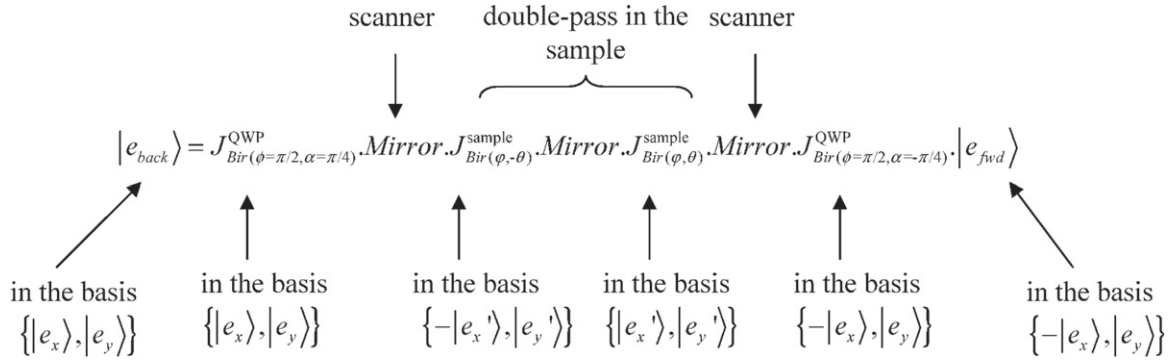 scanner double-pass in the scanner
sample
|e_back⟩ = J^QWP_Bir(ϕ=π/2,α=π/4).Mirror.J^sample_Bir(φ,-θ).Mirror.J^sample_Bir(φ,θ).Mirror.J^QWP_Bir(ϕ=π/2,α=-π/4).|e_fwd⟩
in the basis in the basis in the basis in the basis in the basis in the basis
{|e_x⟩,|e_y⟩} {|e_x⟩,|e_y⟩} {-|e_x'⟩,|e_y'⟩} {|e_x'⟩,|e_y'⟩} {-|e_x⟩,|e_y⟩} {-|e_x⟩,|e_y⟩}